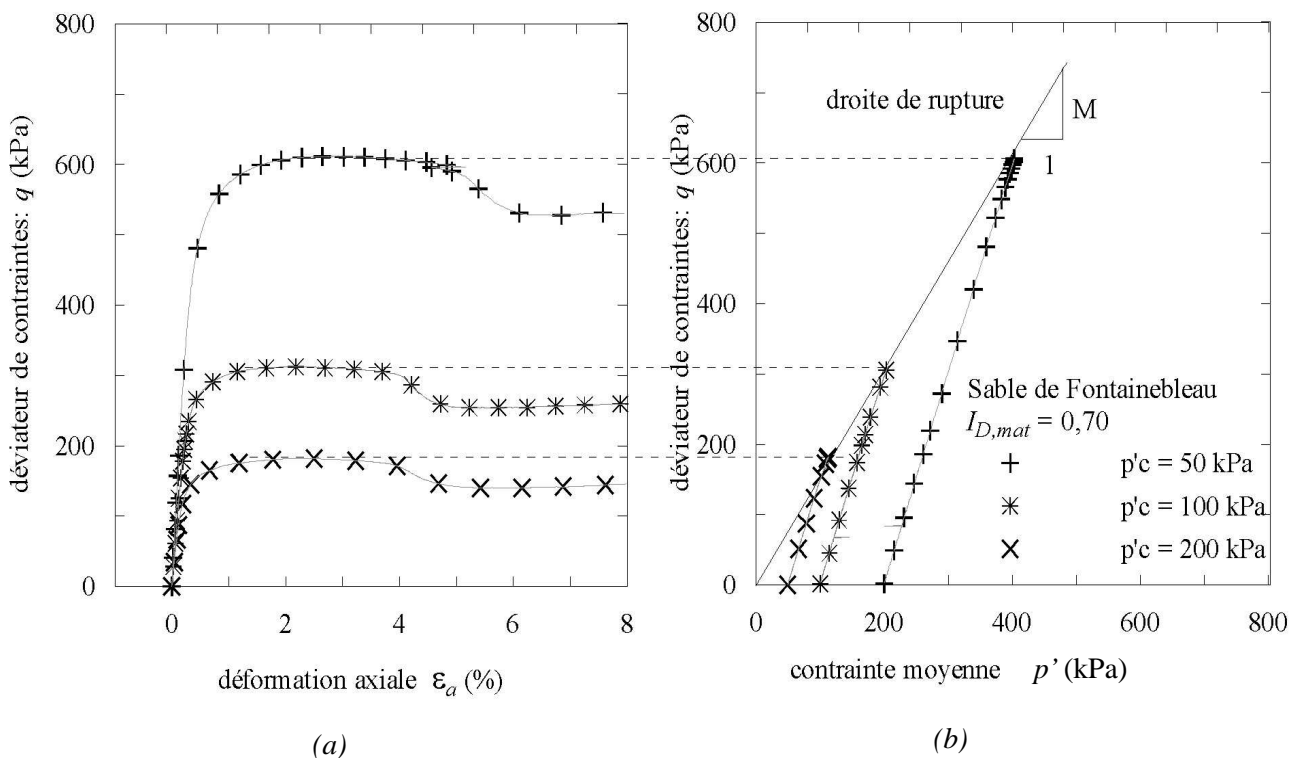 800
600
400
200
0
déviateur de contraintes: q (kPa)
0 2 4 6 8
déformation axiale εa (%)
(a)
800
600
400
200
0
déviateur de contraintes: q (kPa)
droite de rupture
M
1
Sable de Fontainebleau
ID,mat = 0,70
p'c = 50 kPa
p'c = 100 kPa
p'c = 200 kPa
0 200 400 600 800
contrainte moyenne p' (kPa)
(b)